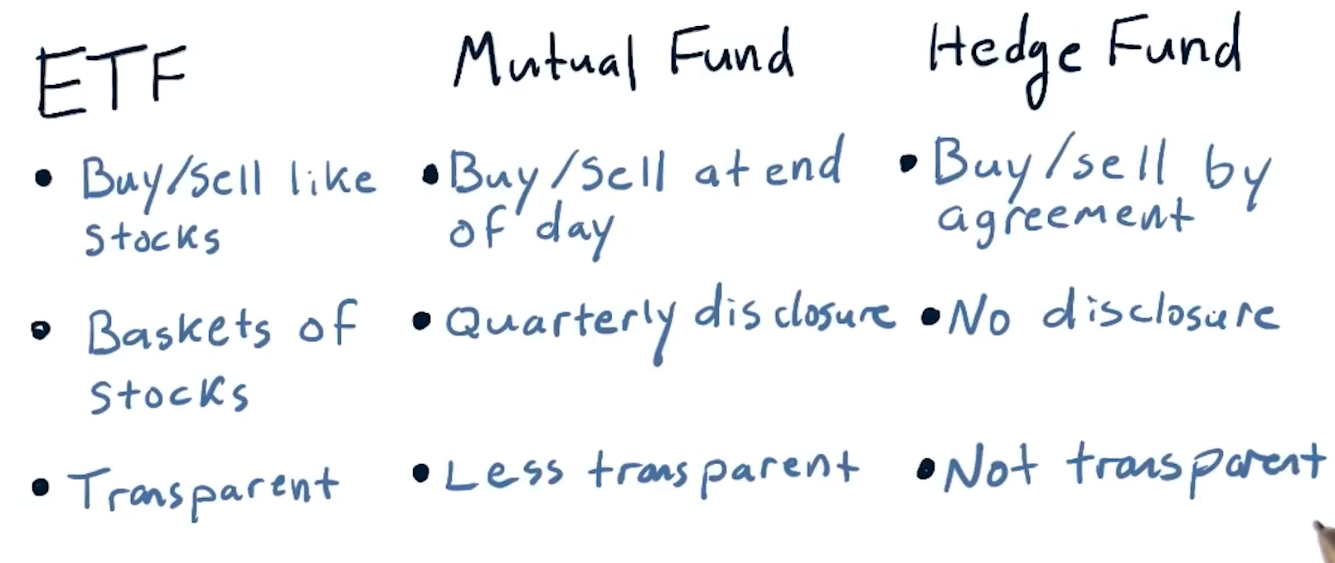 ETF
• Buy/Sell like
stocks
• Baskets of
stocks
• Transparent
Mutual Fund
• Buy/Sell at end
of day
• Quarterly disclosure
• Less transparent
Hedge Fund
• Buy/sell by
agreement
• No disclosure
• Not transparent